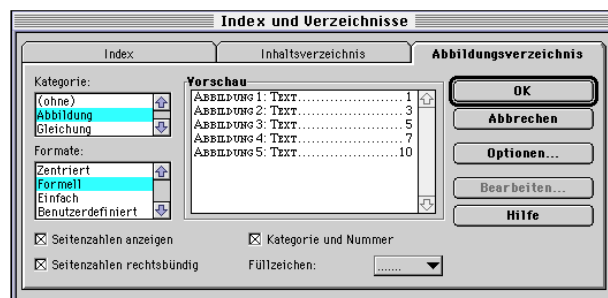 Index und Verzeichnisse
Index
Inhaltsverzeichnis
Abbildungsverzeichnis
Kategorie:
(ohne)
Abbildung
Gleichung
Formate:
Zentriert
Formell
Einfach
Benutzerdefiniert
Vorschau
ABBILDUNG 1: TEXT..........................1
ABBILDUNG 2: TEXT..........................3
ABBILDUNG 3: TEXT..........................5
ABBILDUNG 4: TEXT..........................7
ABBILDUNG 5: TEXT.........................10
OK
Abbrechen
Optionen...
Bearbeiten...
Hilfe
Seitenzahlen anzeigen
Kategorie und Nummer
Seitenzahlen rechtsbündig
Füllzeichen:
.......